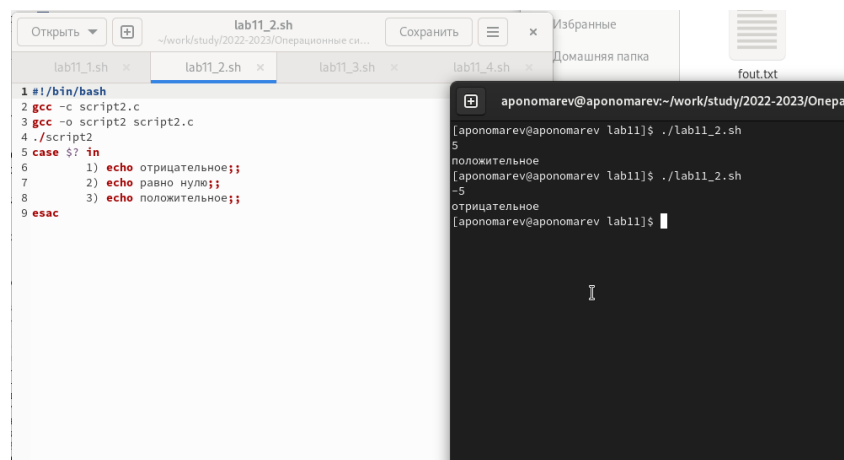 Открыть
lab11_2.sh
~/work/study/2022-2023/Операционные си...
Сохранить
lab11_1.sh
lab11_2.sh
lab11_3.sh
lab11_4.sh
1 #!/bin/bash
2 gcc -c script2.c
3 gcc -o script2 script2.c
4 ./script2
5 case $? in
6 1) echo отрицательное;;
7 2) echo равно нулю;;
8 3) echo положительное;;
9 esac
Избранные
Домашняя папка
fout.txt
aponomarev@aponomarev:~/work/study/2022-2023/Опера
[aponomarev@aponomarev lab11]$ ./lab11_2.sh
5
положительное
[aponomarev@aponomarev lab11]$ ./lab11_2.sh
-5
отрицательное
[aponomarev@aponomarev lab11]$